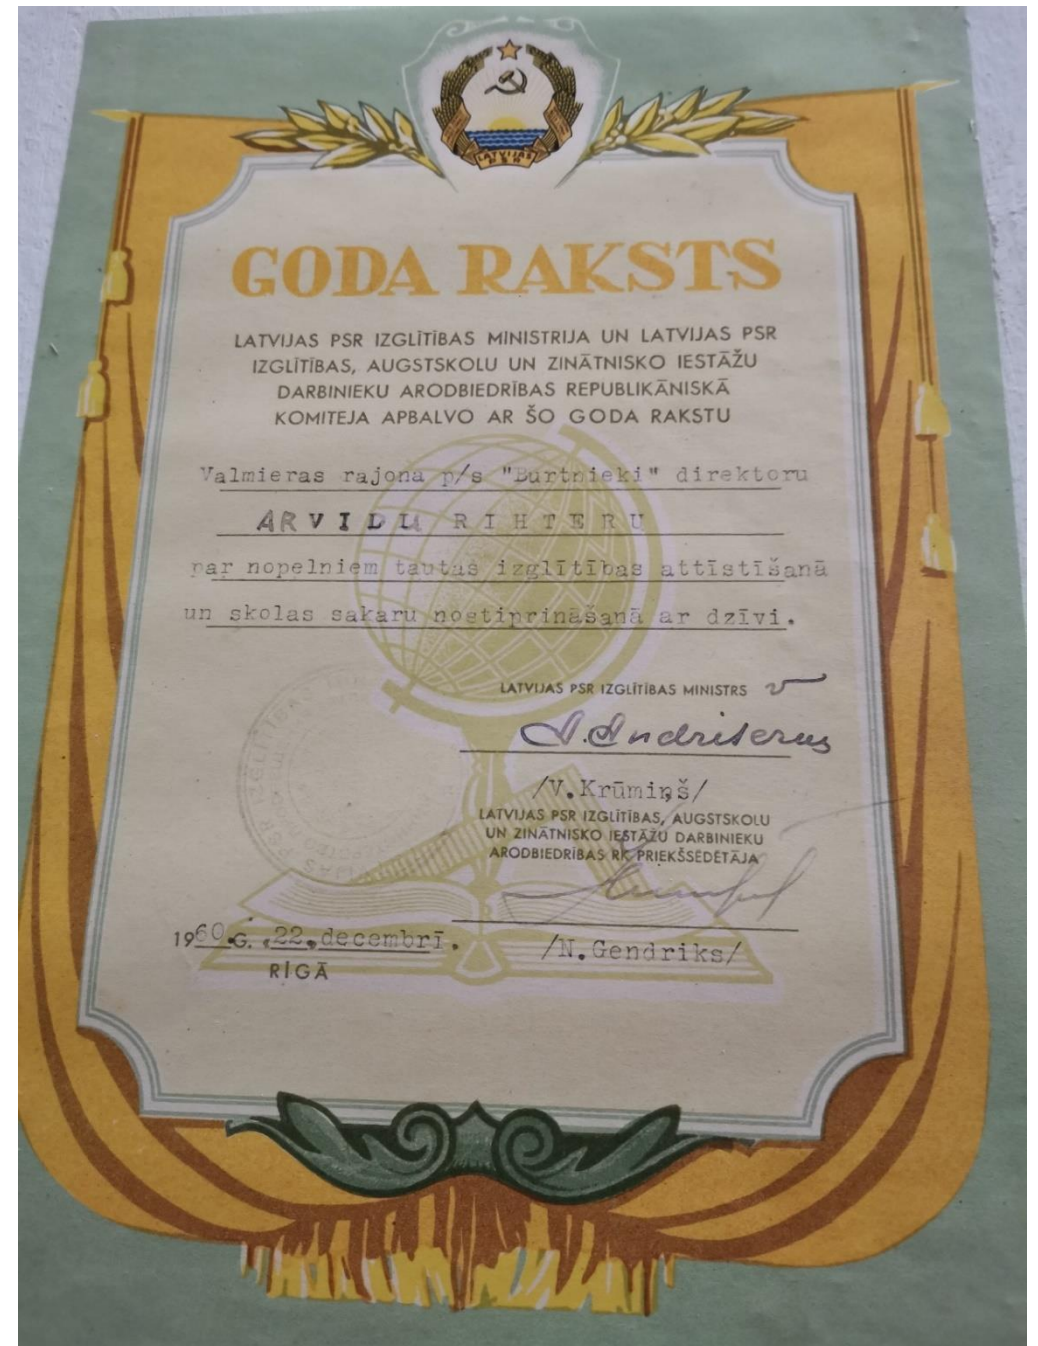 LATVIJAS
PSR
GODA RAKSTS
LATVIJAS PSR IZGLĪTĪBAS MINISTRIJA UN LATVIJAS PSR
IZGLĪTĪBAS, AUGSTSKOLU UN ZINĀTNISKO IESTĀŽU
DARBINIEKU ARODBIEDRĪBAS REPUBLIKĀNISKĀ
KOMITEJA APBALVO AR ŠO GODA RAKSTU
Valmieras rajona p/s "Burtnieki" direktoru
ARVIDU RIHTERU
par nopelniem tautas izglītības attīstīšanā
un skolas sakaru nostiprināšanā ar dzīvi.
LATVIJAS PSR IZGLĪTĪBAS MINISTRS
/V.Krūmiņš/
LATVIJAS PSR IZGLĪTĪBAS, AUGSTSKOLU
UN ZINĀTNISKO IESTĀŽU DARBINIEKU
ARODBIEDRĪBAS RK PRIEKŠSĒDĒTĀJA
1960.G. .22.decembrī.
/N.Gendriks/
RĪGĀ